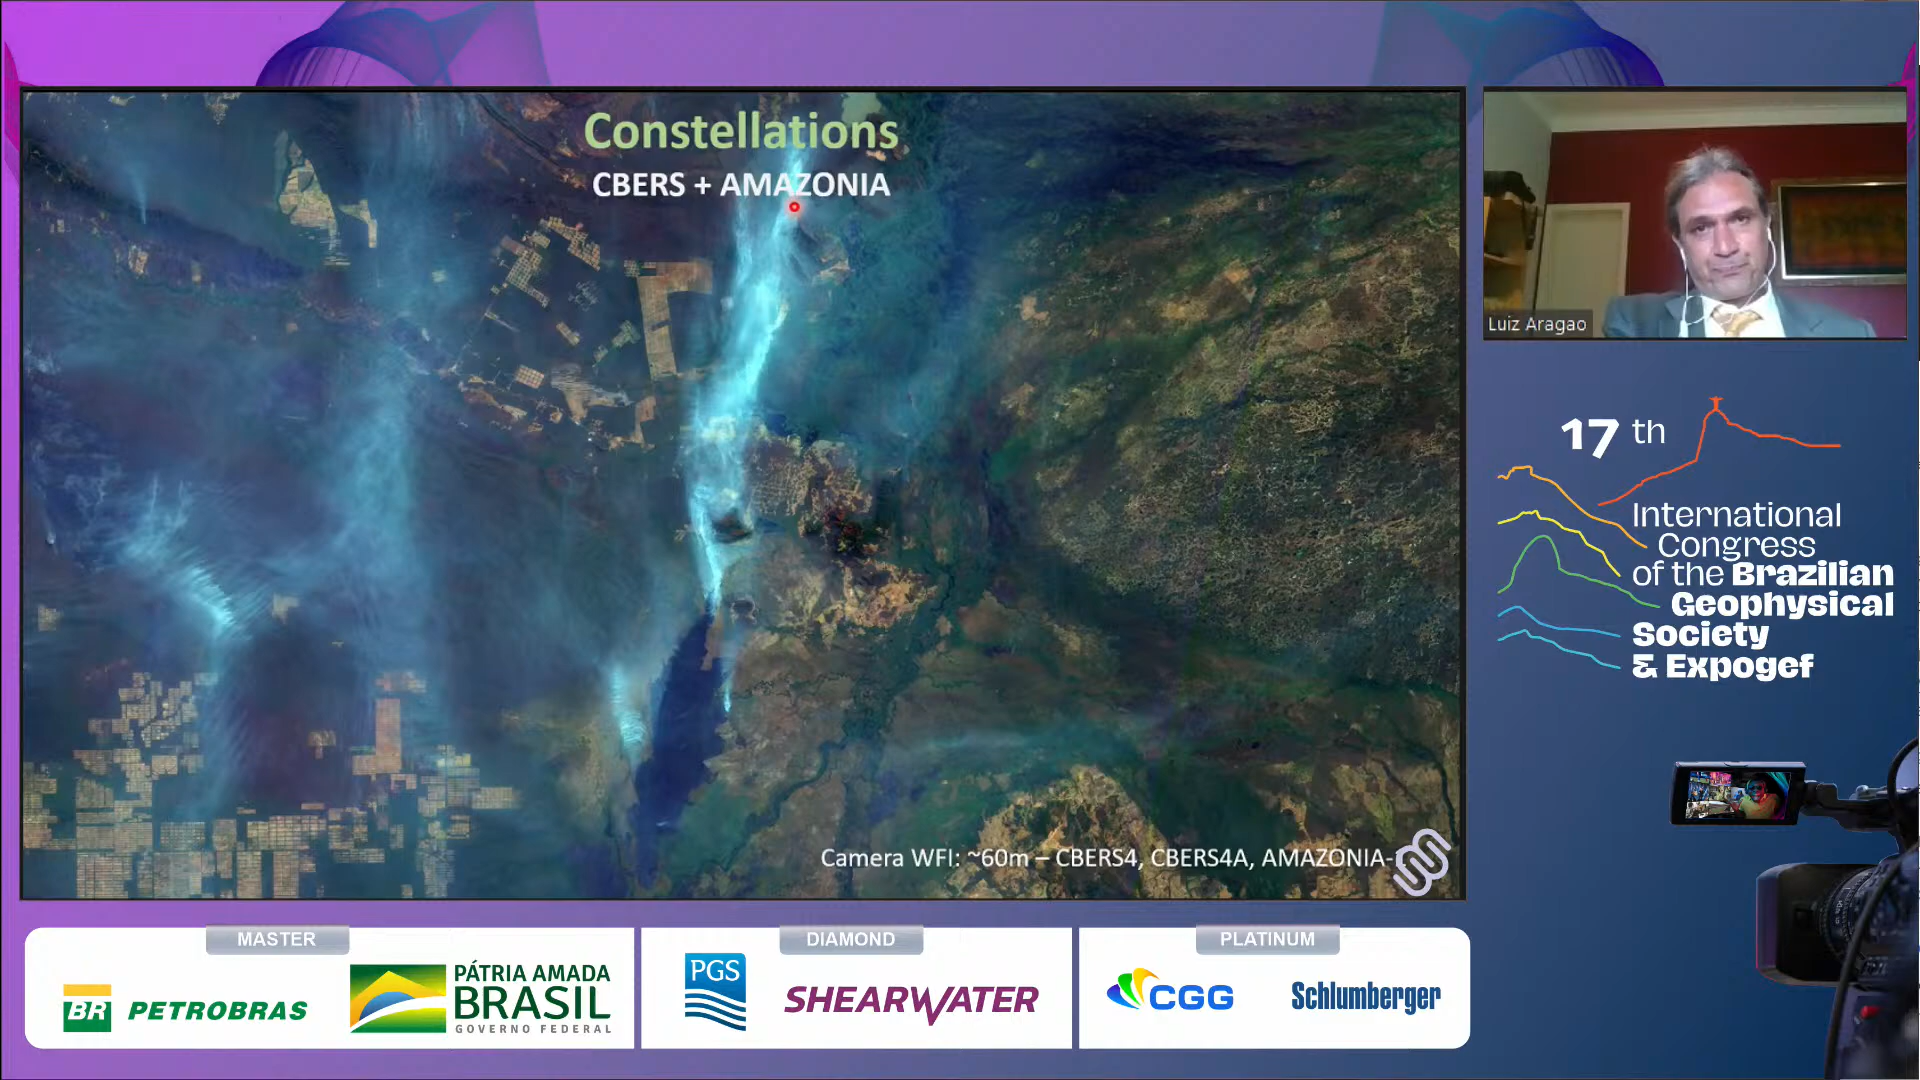 Constellations
CBERS + AMAZONIA
Camera WFI: ~60m – CBERS4, CBERS4A, AMAZONIA-
Luiz Aragao
17 th
International
Congress
of the Brazilian
Geophysical
Society
& Expogef
MASTER
BR PETROBRAS
PÁTRIA AMADA
BRASIL
GOVERNO FEDERAL
DIAMOND
PGS
SHEARWATER
PLATINUM
CGG
Schlumberger